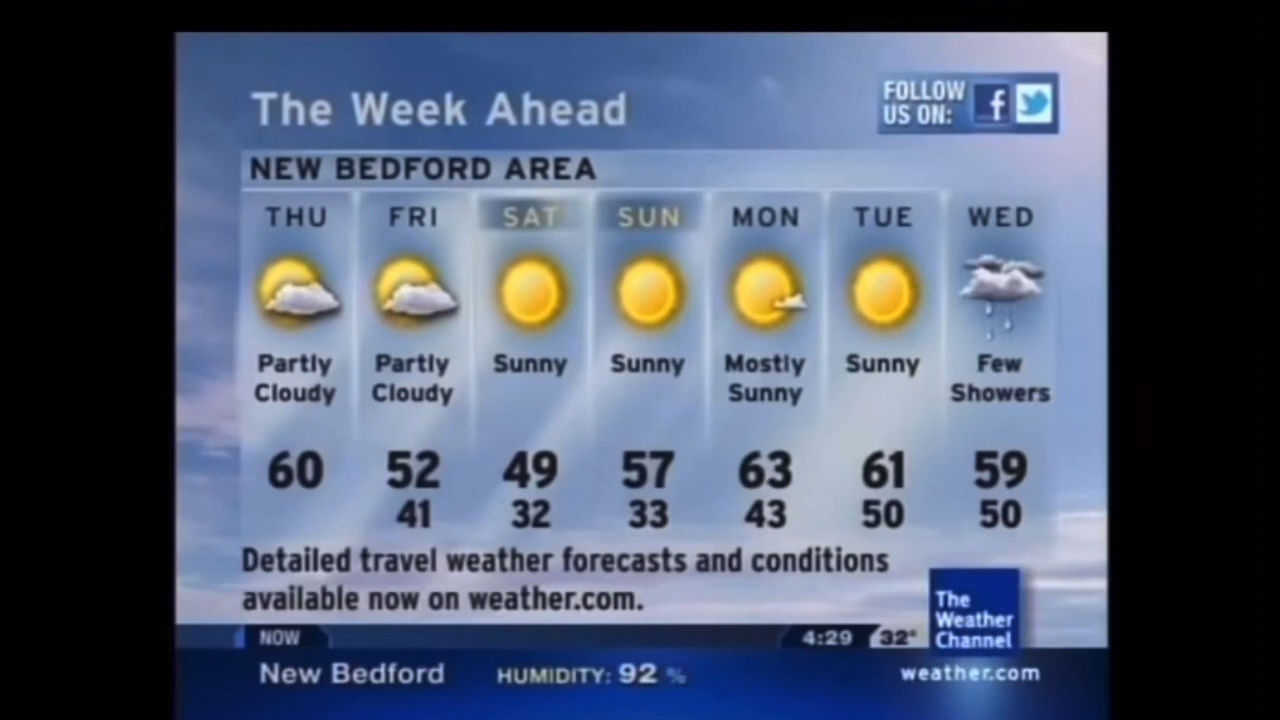 The Week Ahead
FOLLOW
US ON:
NEW BEDFORD AREA
THU FRI SAT SUN MON TUE WED
Partly Partly Sunny Sunny Mostly Sunny Few
Cloudy Cloudy Sunny Showers
60 52 49 57 63 61 59
41 32 33 43 50 50
Detailed travel weather forecasts and conditions
available now on weather.com.
The
Weather
Channel
NOW 4:29 32°
New Bedford HUMIDITY: 92 % weather.com